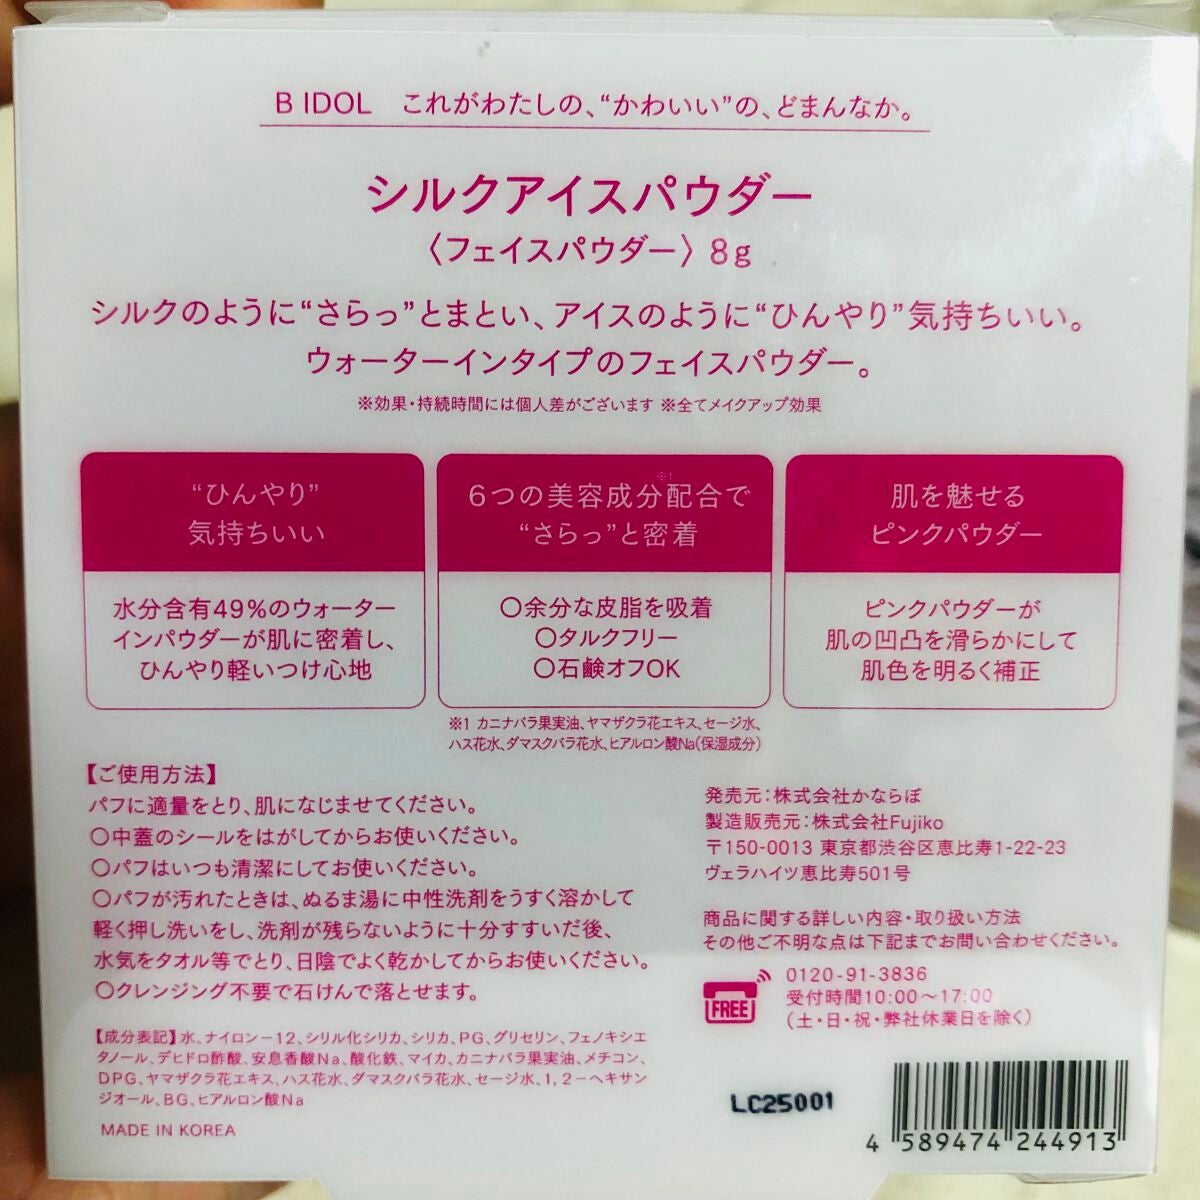 B IDOL これがわたしの、“かわいい”の、どまんなか。
シルクアイスパウダー
〈フェイスパウダー〉8g
シルクのように“さらっ”とまとい、アイスのように“ひんやり”気持ちいい。
ウォーターインタイプのフェイスパウダー。
※効果・持続時間には個人差がございます ※全てメイクアップ効果
“ひんやり”
気持ちいい
水分含有49%のウォーター
インパウダーが肌に密着し、
ひんやり軽いつけ心地
※1
6つの美容成分配合で
“さらっ”と密着
○余分な皮脂を吸着
○タルクフリー
○石鹸オフOK
肌を魅せる
ピンクパウダー
ピンクパウダーが
肌の凹凸を滑らかにして
肌色を明るく補正
※1 カニナバラ果実油、ヤマザクラ花エキス、セージ水、
ハス花水、ダマスクバラ花水、ヒアルロン酸Na(保湿成分)
【ご使用方法】
パフに適量をとり、肌になじませてください。
○中蓋のシールをはがしてからお使いください。
○パフはいつも清潔にしてお使いください。
○パフが汚れたときは、ぬるま湯に中性洗剤をうすく溶かして
軽く押し洗いをし、洗剤が残らないように十分すすいだ後、
水気をタオル等でとり、日陰でよく乾かしてからお使いください。
○クレンジング不要で石けんで落とせます。
【成分表記】水、ナイロン−12、シリル化シリカ、シリカ、PG、グリセリン、フェノキシエ
タノール、デヒドロ酢酸、安息香酸Na、酸化鉄、マイカ、カニナバラ果実油、メチコン、
DPG、ヤマザクラ花エキス、ハス花水、ダマスクバラ花水、セージ水、1,2−ヘキサン
ジオール、BG、ヒアルロン酸Na
MADE IN KOREA
発売元：株式会社かならぼ
製造販売元：株式会社Fujiko
〒150-0013 東京都渋谷区恵比寿1-22-23
ヴェラハイツ恵比寿501号
商品に関する詳しい内容・取り扱い方法
その他ご不明な点は下記までお問い合わせください。
FREE
0120-91-3836
受付時間10:00〜17:00
(土・日・祝・弊社休業日を除く)
LC25001
4 589474 244913